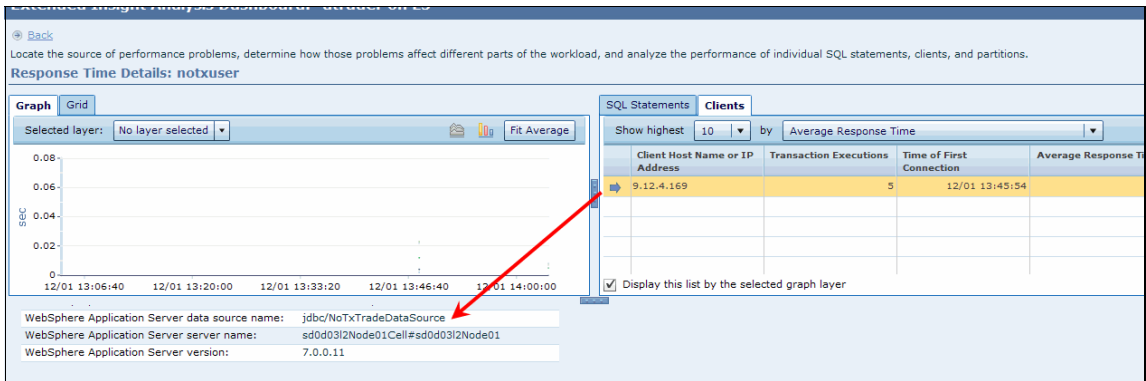 Extended Insight Analysis Dashboard: dtrader on E5
Back
Locate the source of performance problems, determine how those problems affect different parts of the workload, and analyze the performance of individual SQL statements, clients, and partitions.
Response Time Details: notxuser
Graph Grid
Selected layer: No layer selected Fit Average
0.08
0.06
0.04
0.02
0
sec
12/01 13:06:40 12/01 13:20:00 12/01 13:33:20 12/01 13:46:40 12/01 14:00:00
SQL Statements Clients
Show highest 10 by Average Response Time
Client Host Name or IP Address Transaction Executions Time of First Connection Average Response Ti
9.12.4.169 5 12/01 13:45:54
Display this list by the selected graph layer
WebSphere Application Server data source name: jdbc/NoTxTradeDataSource
WebSphere Application Server server name: sd0d03l2Node01Cell#sd0d03l2Node01
WebSphere Application Server version: 7.0.0.11